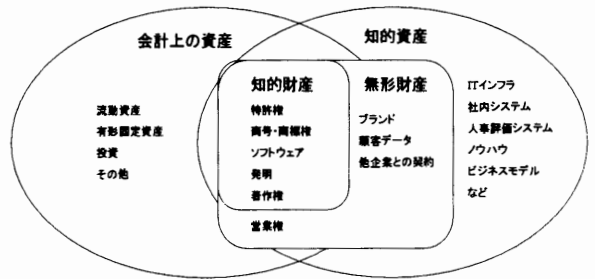 会計上の資産
知的資産
知的財産
無形財産
流動資産
有形固定資産
投資
その他
特許権
商号・商標権
ソフトウェア
発明
著作権
営業権
ブランド
顧客データ
他企業との契約
ITインフラ
社内システム
人事評価システム
ノウハウ
ビジネスモデル
など